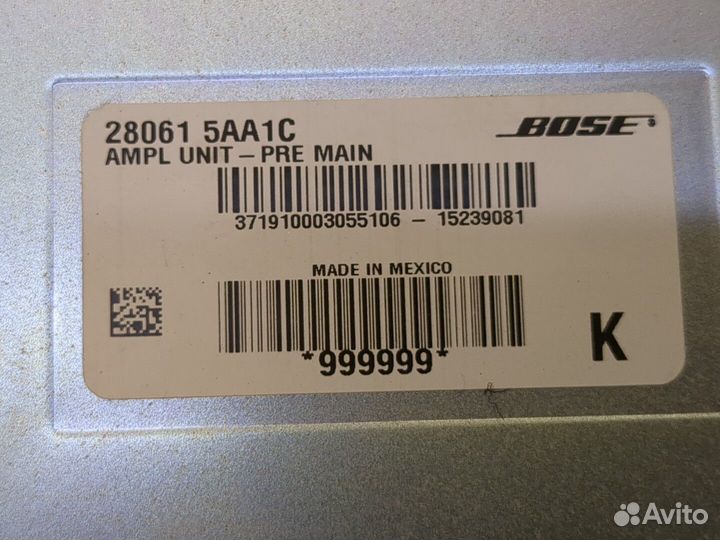 28061 5AA1C
BOSE®
AMPL UNIT – PRE MAIN
371910003055106 – 15239081
MADE IN MEXICO
*999999*
K
Avito